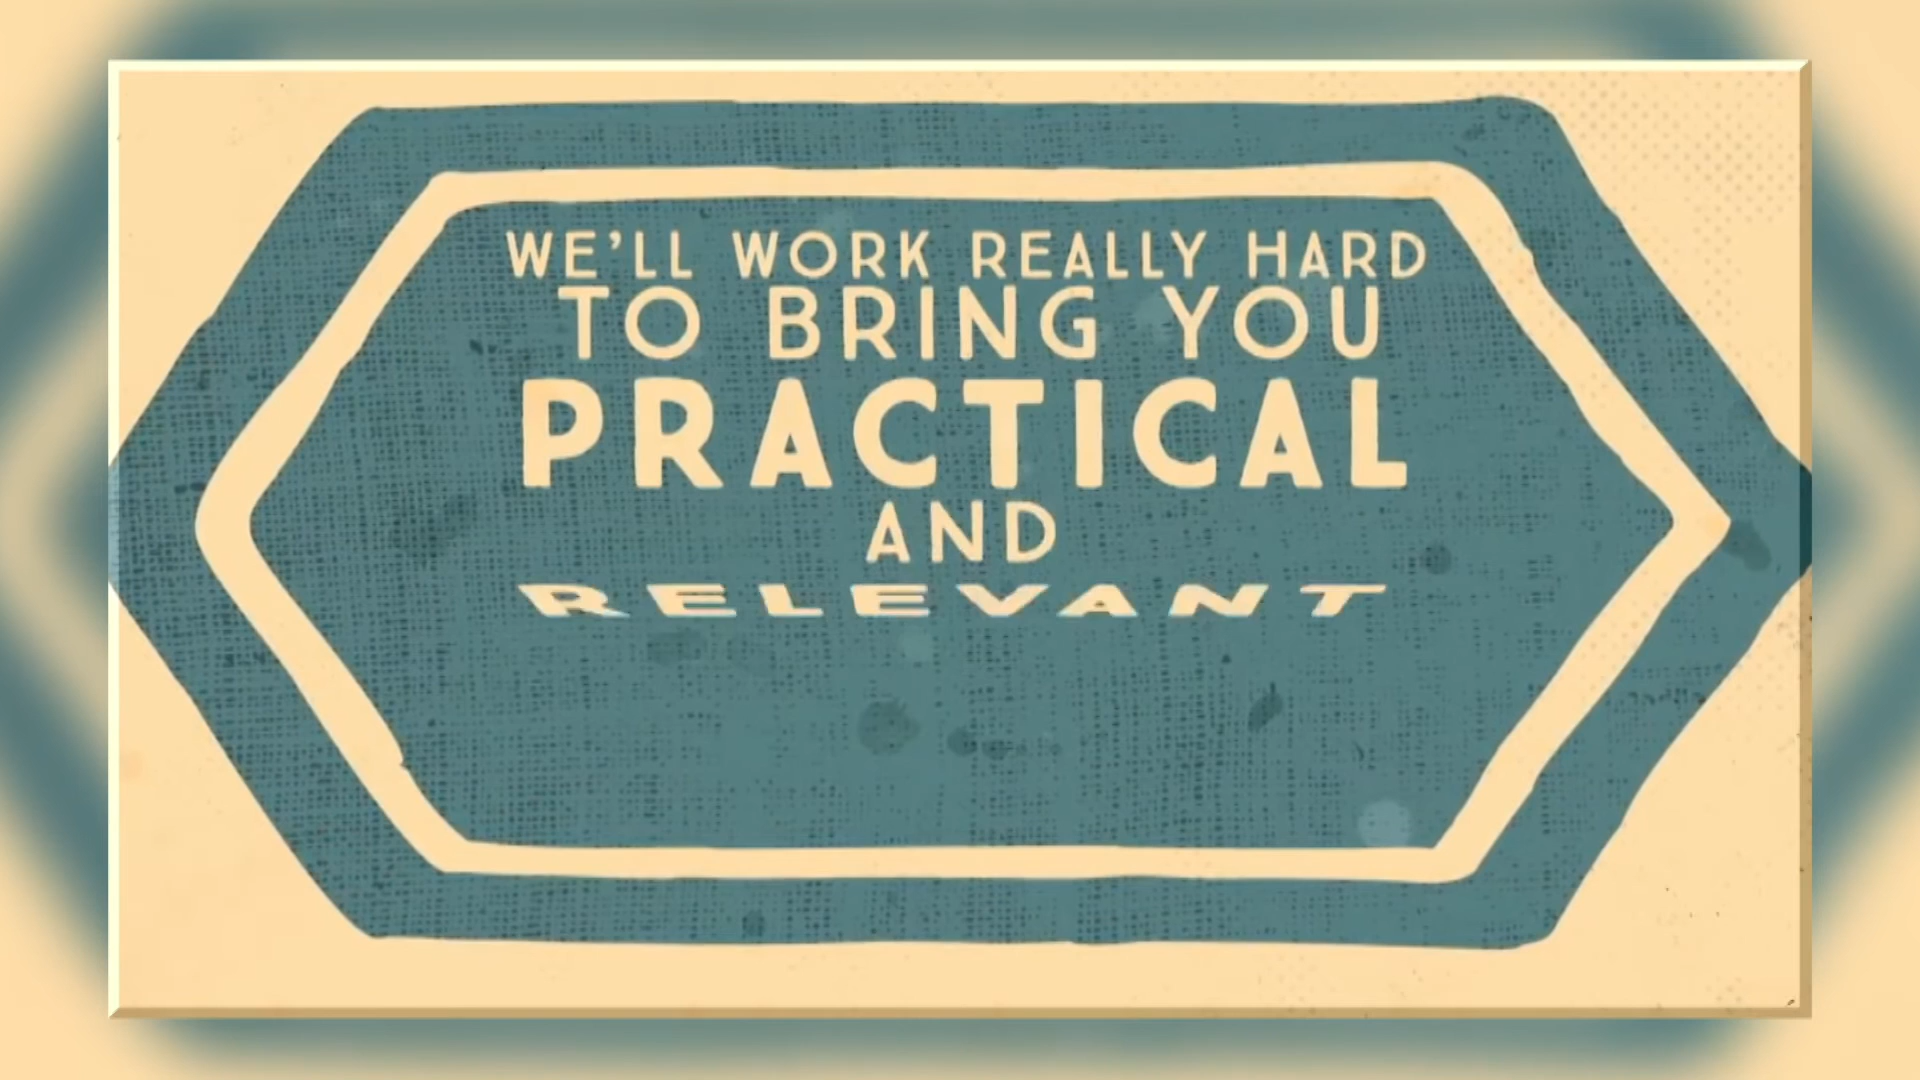 WE'LL WORK REALLY HARD
TO BRING YOU
PRACTICAL
AND
RELEVANT